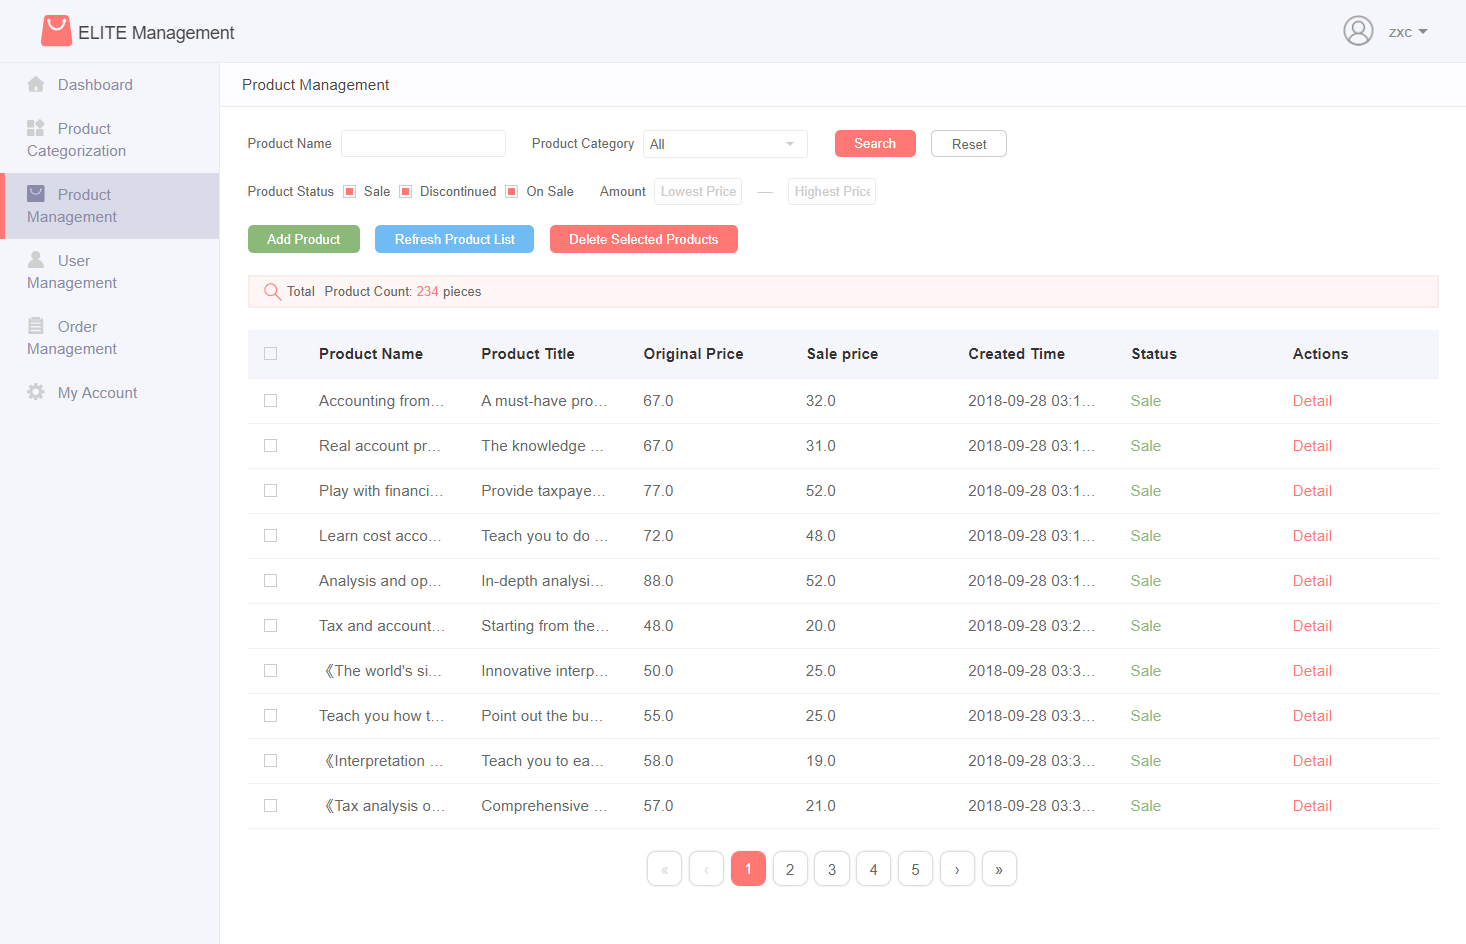 ELITE Management
zxc
Dashboard
Product
Categorization
Product
Management
User
Management
Order
Management
My Account
Product Management
Product Name Product Category All Search Reset
Product Status Sale Discontinued On Sale Amount Lowest Price — Highest Price
Add Product Refresh Product List Delete Selected Products
Total Product Count: 234 pieces
Product Name Product Title Original Price Sale price Created Time Status Actions
Accounting from... A must-have pro... 67.0 32.0 2018-09-28 03:1... Sale Detail
Real account pr... The knowledge ... 67.0 31.0 2018-09-28 03:1... Sale Detail
Play with financi... Provide taxpaye... 77.0 52.0 2018-09-28 03:1... Sale Detail
Learn cost acco... Teach you to do ... 72.0 48.0 2018-09-28 03:1... Sale Detail
Analysis and op... In-depth analysi... 88.0 52.0 2018-09-28 03:1... Sale Detail
Tax and account... Starting from the... 48.0 20.0 2018-09-28 03:2... Sale Detail
《The world's si... Innovative interp... 50.0 25.0 2018-09-28 03:3... Sale Detail
Teach you how t... Point out the bu... 55.0 25.0 2018-09-28 03:3... Sale Detail
《Interpretation ... Teach you to ea... 58.0 19.0 2018-09-28 03:3... Sale Detail
《Tax analysis o... Comprehensive ... 57.0 21.0 2018-09-28 03:3... Sale Detail
« ‹ 1 2 3 4 5 › »